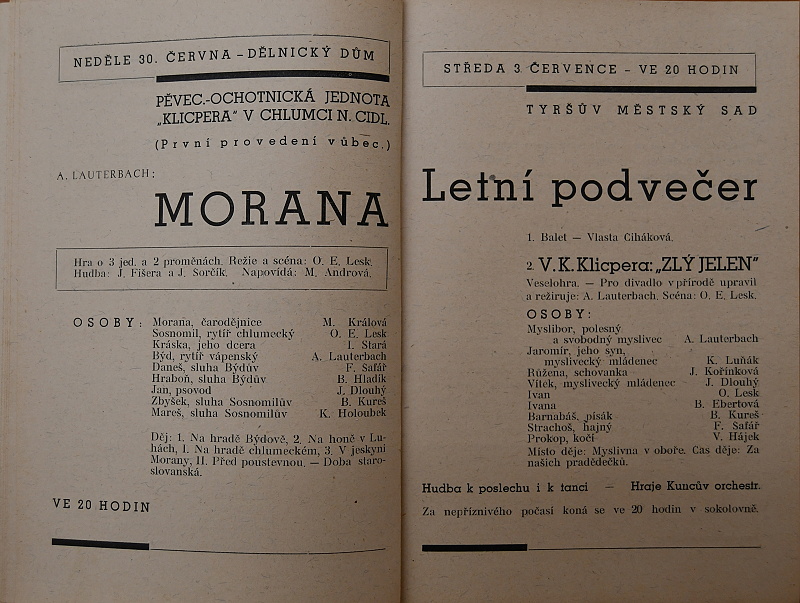 NEDĚLE 30. ČERVNA – DĚLNICKÝ DŮM
PĚVEC.-OCHOTNICKÁ JEDNOTA
„KLICPERA" V CHLUMCI N. CIDL.
(První provedení vůbec.)
A. LAUTERBACH:
MORANA
Hra o 3 jed. a 2 proměnách. Režie a scéna: O. E. Lesk.
Hudba: J. Fišera a J. Sorčík. Napovídá: M. Andrová.
OSOBY:
Morana, čarodějnice M. Králová
Sosnomil, rytíř chlumecký O. E. Lesk
Kráska, jeho dcera I. Stará
Býd, rytíř vápenský A. Lauterbach
Daneš, sluha Býdův F. Safář
Hraboň, sluha Býdův B. Hladík
Jan, psovod J. Dlouhý
Zbyšek, sluha Sosnomilův B. Kureš
Mareš, sluha Sosnomilův K. Holoubek
Děj: 1. Na hradě Býdově, 2. Na honě v Lu-
hách, 1. Na hradě chlumeckém, 3. V jeskyni
Morany, II. Před poustevnou. — Doba staro-
slovanská.
VE 20 HODIN
STŘEDA 3. ČERVENCE – VE 20 HODIN
TYRŠŮV MĚSTSKÝ SAD
Letní podvečer
1. Balet — Vlasta Ciháková.
2. V. K. Klicpera: „ZLÝ JELEN"
Veselohra. — Pro divadlo v přírodě upravil
a režiruje: A. Lauterbach. Scéna: O. E. Lesk.
OSOBY:
Myslibor, polesný
a svobodný myslivec A. Lauterbach
Jaromír, jeho syn,
myslivecký mládenec K. Luňák
Růžena, schovanka J. Kořínková
Vítek, myslivecký mládenec J. Dlouhý
Ivan O. Lesk
Ivana B. Ebertová
Barnabáš, písák B. Kureš
Strachoš, hajný F. Safář
Prokop, kočí V. Hájek
Místo děje: Myslivna v oboře. Čas děje: Za
našich pradědečků.
Hudba k poslechu i k tanci — Hraje Kuncův orchestr.
Za nepříznivého počasí koná se ve 20 hodin v sokolovně.